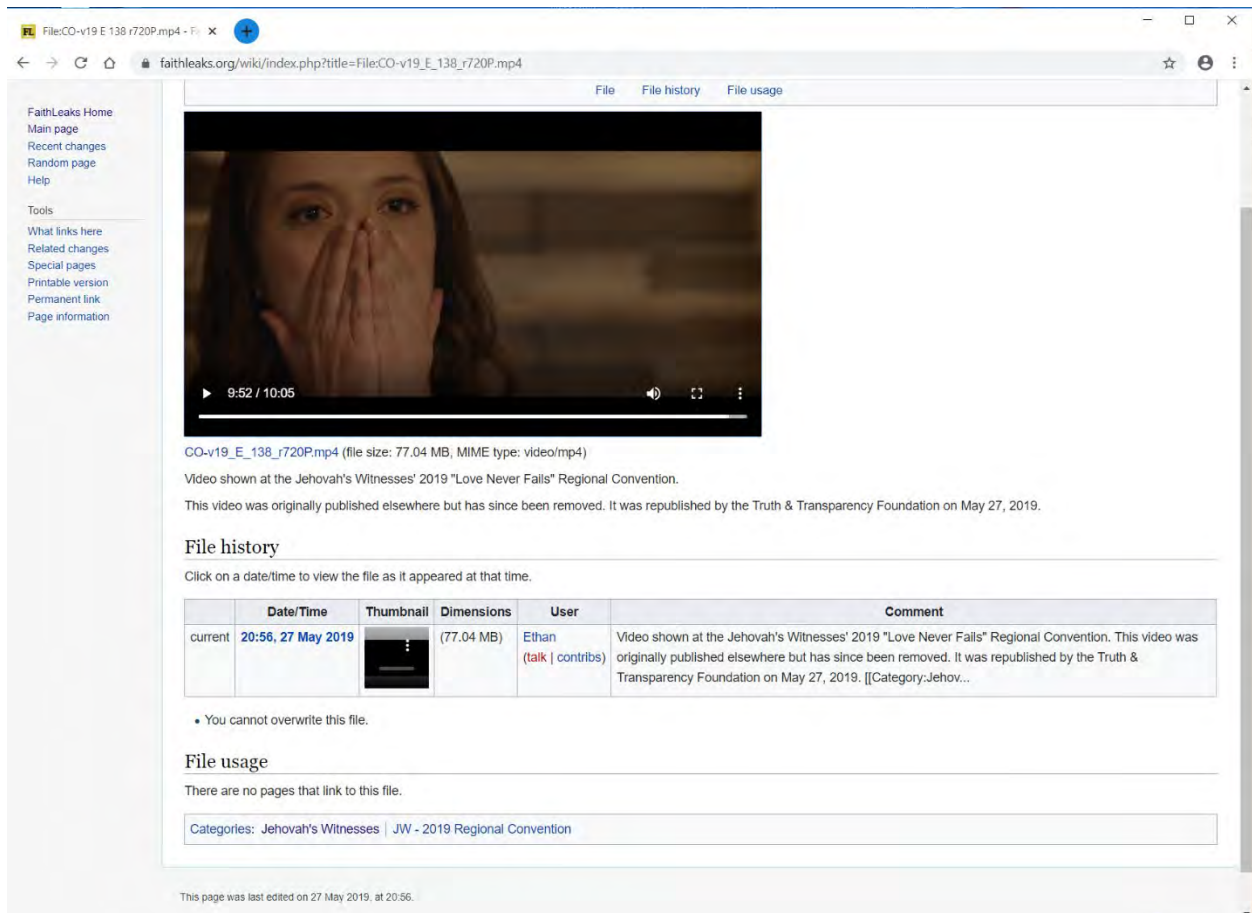 File:CO-v19 E 138 r720P.mp4 - F
faithleaks.org/wiki/index.php?title=File:CO-v19_E_138_r720P.mp4
File File history File usage
FaithLeaks Home
Main page
Recent changes
Random page
Help
Tools
What links here
Related changes
Special pages
Printable version
Permanent link
Page information
9:52 / 10:05
CO-v19_E_138_r720P.mp4 (file size: 77.04 MB, MIME type: video/mp4)
Video shown at the Jehovah's Witnesses' 2019 "Love Never Fails" Regional Convention.
This video was originally published elsewhere but has since been removed. It was republished by the Truth & Transparency Foundation on May 27, 2019.
File history
Click on a date/time to view the file as it appeared at that time.
Date/Time Thumbnail Dimensions User Comment
current 20:56, 27 May 2019 (77.04 MB) Ethan Video shown at the Jehovah's Witnesses' 2019 "Love Never Fails" Regional Convention. This video was
(talk | contribs) originally published elsewhere but has since been removed. It was republished by the Truth &
Transparency Foundation on May 27, 2019. [[Category:Jehov...
• You cannot overwrite this file.
File usage
There are no pages that link to this file.
Categories: Jehovah's Witnesses | JW - 2019 Regional Convention
This page was last edited on 27 May 2019, at 20:56.